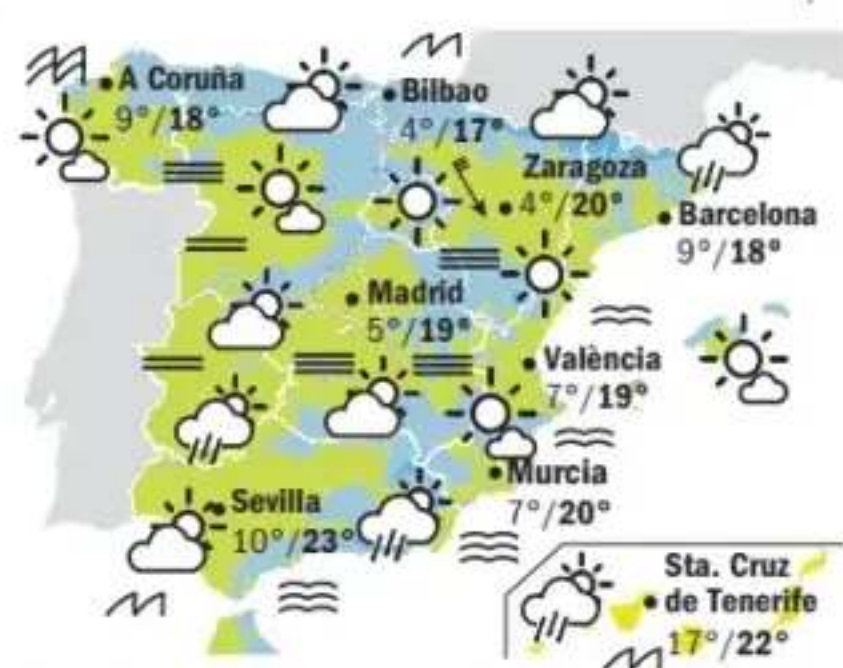 A Coruña
9°/18°
Bilbao
4°/17°
Zaragoza
4°/20°
Barcelona
9°/18°
Madrid
5°/19°
València
7°/19°
Murcia
7°/20°
Sevilla
10°/23°
Sta. Cruz
de Tenerife
17°/22°